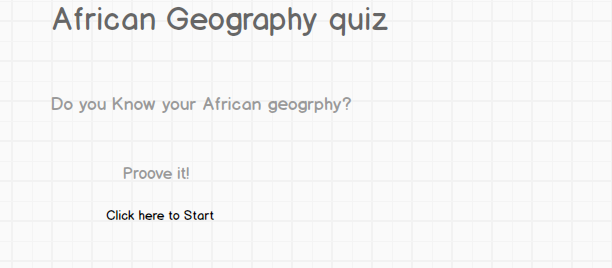 African Geography quiz
Do you Know your African geogrphy?
Proove it!
Click here to Start